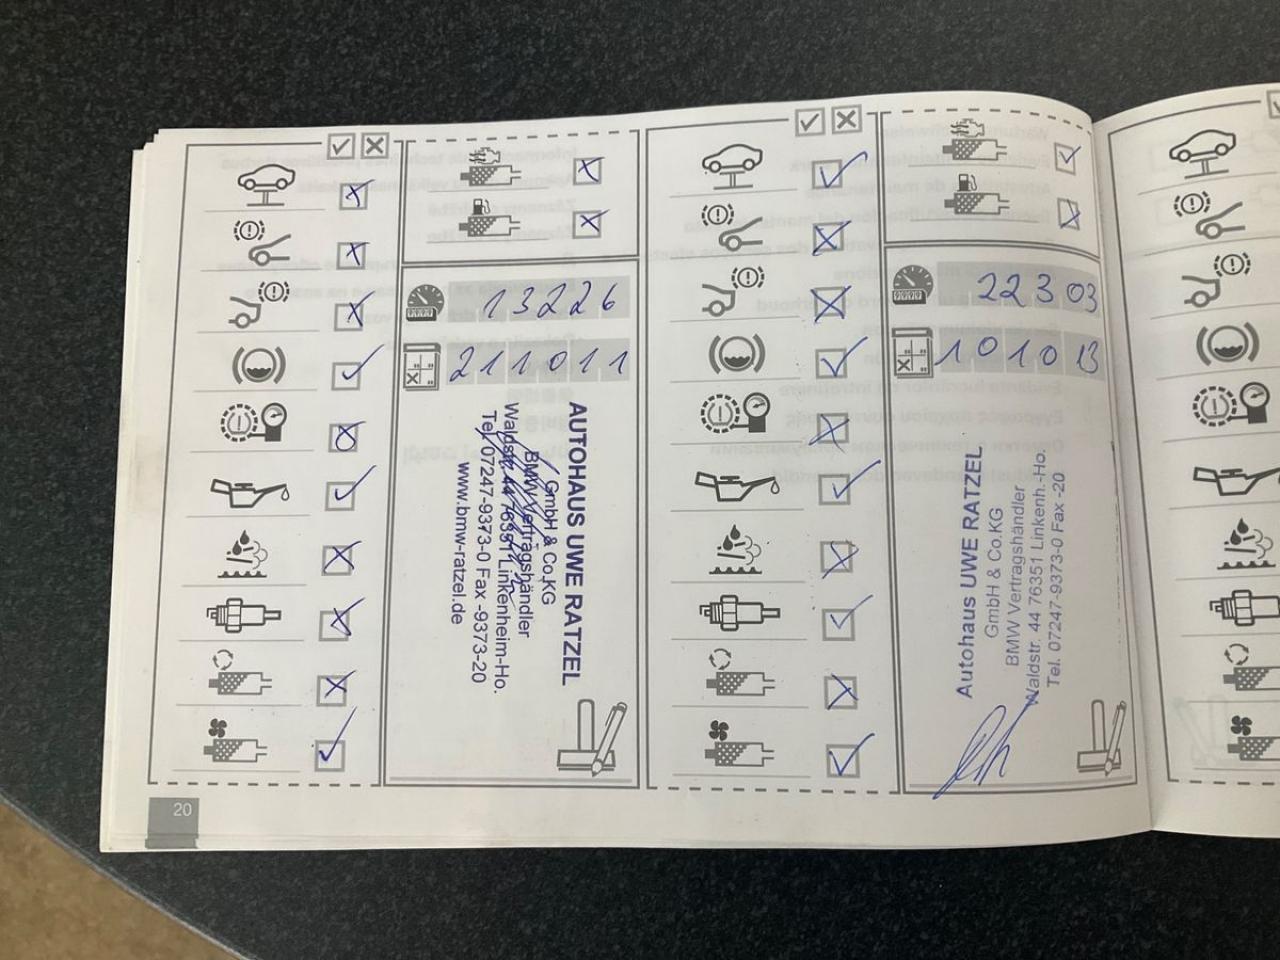 13226
211011
AUTOHAUS UWE RATZEL
GmbH & Co.KG
BMW Vertragshändler
Waldstr. 44 76351 Linkenheim-Ho.
Tel. 07247-9373-0 Fax -9373-20
www.bmw-ratzel.de
22303
101013
Autohaus UWE RATZEL
GmbH & Co.KG
BMW Vertragshändler
Waldstr. 44 76351 Linkenh.-Ho.
Tel. 07247-9373-0 Fax -20
20